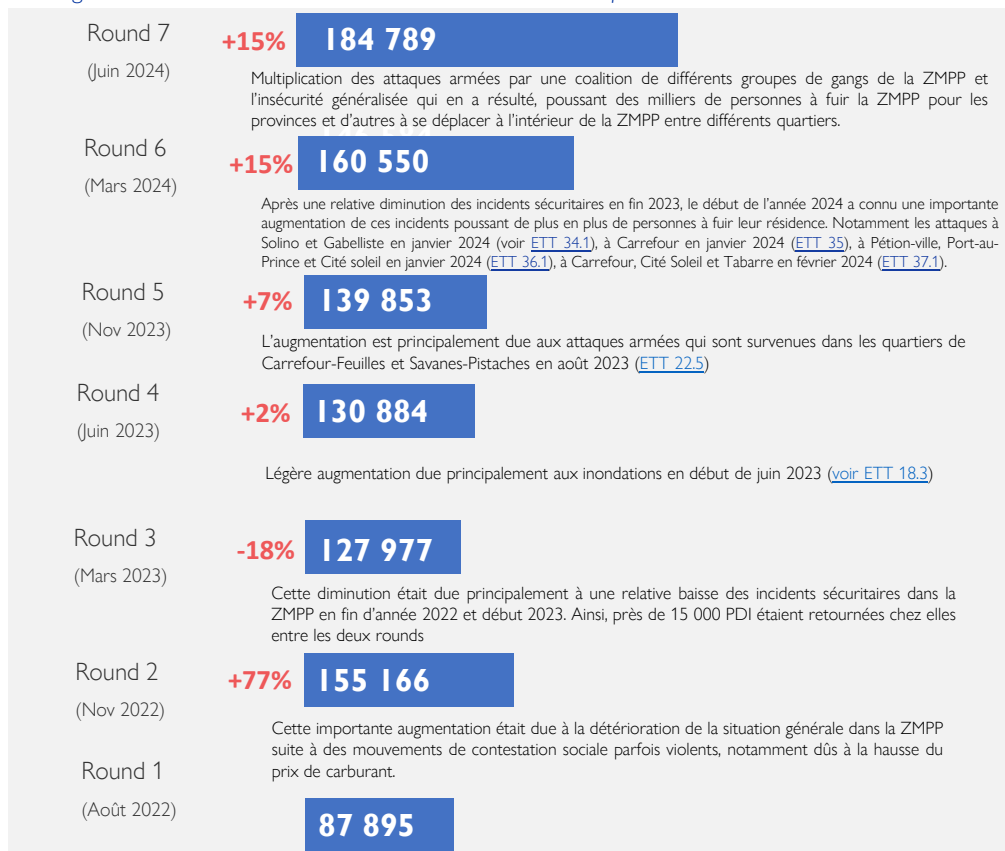 Round 7
(Juin 2024)
+15%
184 789
Multiplication des attaques armées par une coalition de différents groupes de gangs de la ZMPP et
l'insécurité généralisée qui en a résulté, poussant des milliers de personnes à fuir la ZMPP pour les
provinces et d'autres à se déplacer à l'intérieur de la ZMPP entre différents quartiers.
Round 6
(Mars 2024)
+15%
160 550
Après une relative diminution des incidents sécuritaires en fin 2023, le début de l'année 2024 a connu une importante
augmentation de ces incidents poussant de plus en plus de personnes à fuir leur résidence. Notamment les attaques à
Solino et Gabelliste en janvier 2024 (voir ETT 34.1), à Carrefour en janvier 2024 (ETT 35), à Pétion-ville, Port-au-
Prince et Cité soleil en janvier 2024 (ETT 36.1), à Carrefour, Cité Soleil et Tabarre en février 2024 (ETT 37.1).
Round 5
(Nov 2023)
+7%
139 853
L'augmentation est principalement due aux attaques armées qui sont survenues dans les quartiers de
Carrefour-Feuilles et Savanes-Pistaches en août 2023 (ETT 22.5)
Round 4
(Juin 2023)
+2%
130 884
Légère augmentation due principalement aux inondations en début de juin 2023 (voir ETT 18.3)
Round 3
(Mars 2023)
-18%
127 977
Cette diminution était due principalement à une relative baisse des incidents sécuritaires dans la
ZMPP en fin d'année 2022 et début 2023. Ainsi, près de 15 000 PDI étaient retournées chez elles
entre les deux rounds
Round 2
(Nov 2022)
+77%
155 166
Cette importante augmentation était due à la détérioration de la situation générale dans la ZMPP
suite à des mouvements de contestation sociale parfois violents, notamment dûs à la hausse du
prix de carburant.
Round 1
(Août 2022)
87 895